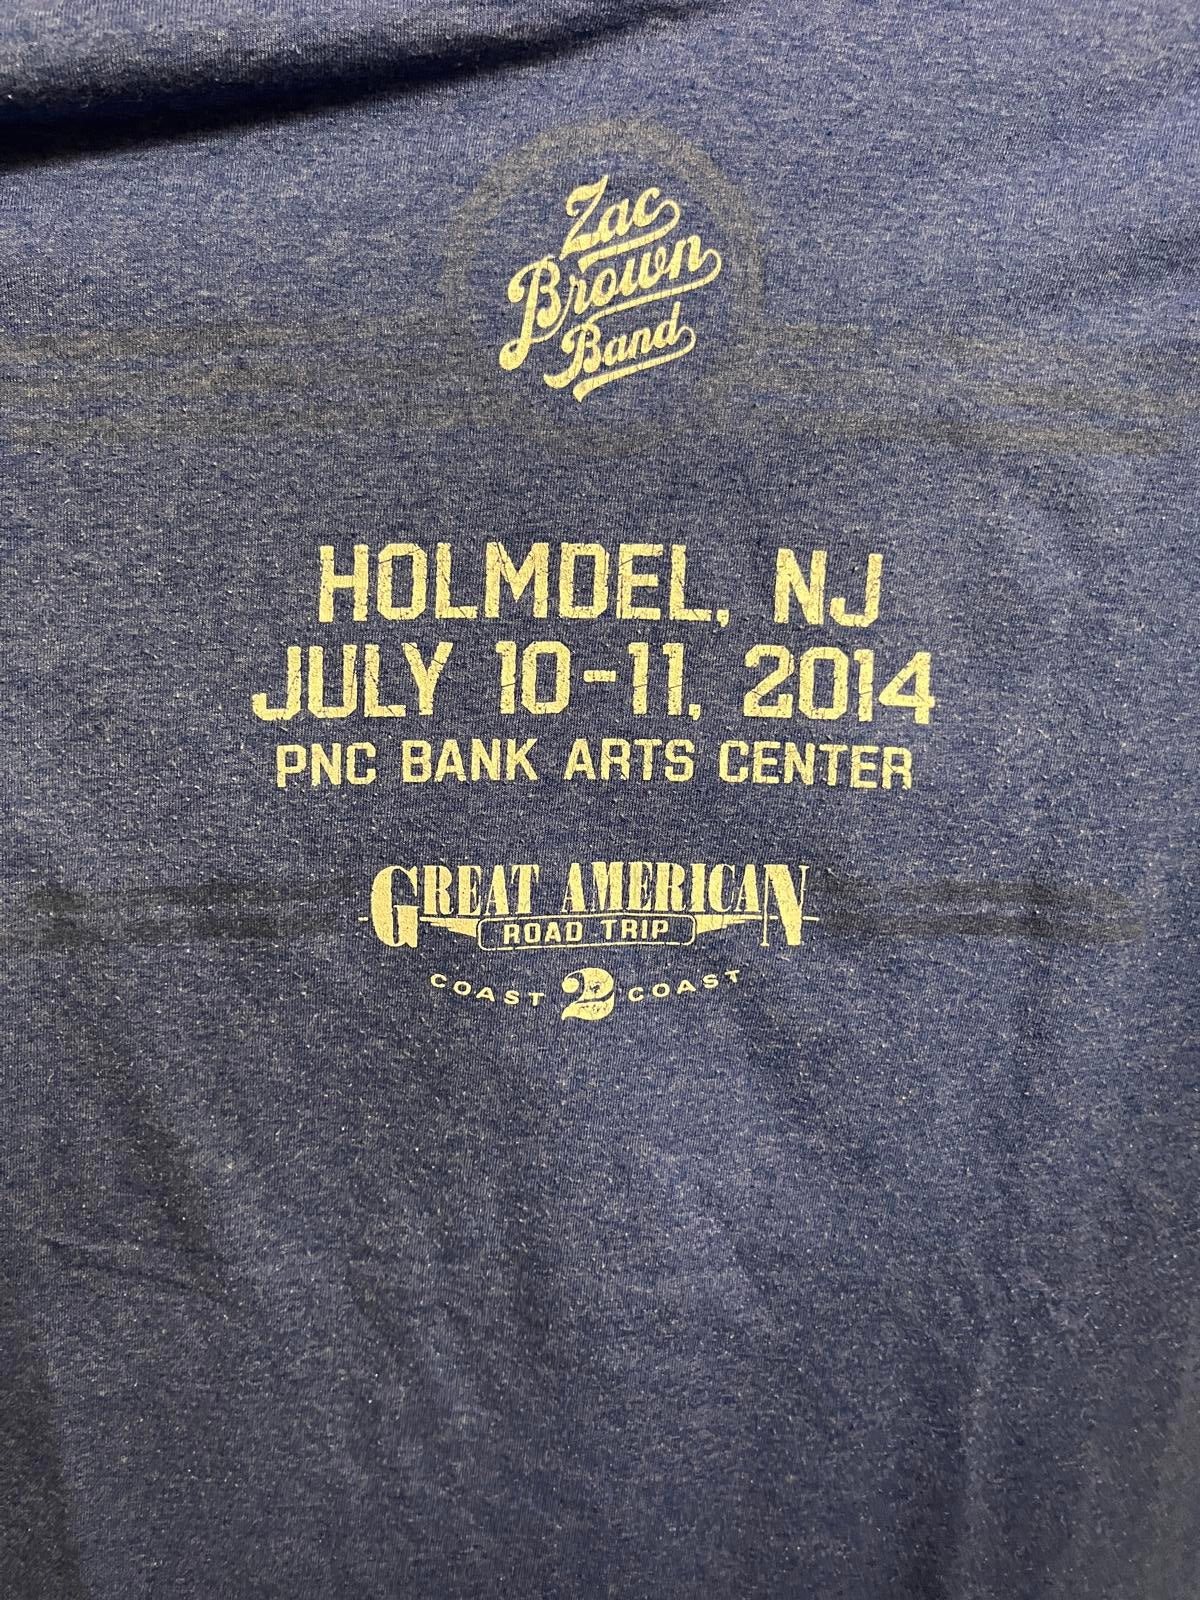 Zac
Brown
Band
HOLMDEL, NJ
JULY 10-11, 2014
PNC BANK ARTS CENTER
GREAT AMERICAN
ROAD TRIP
COAST 2 COAST